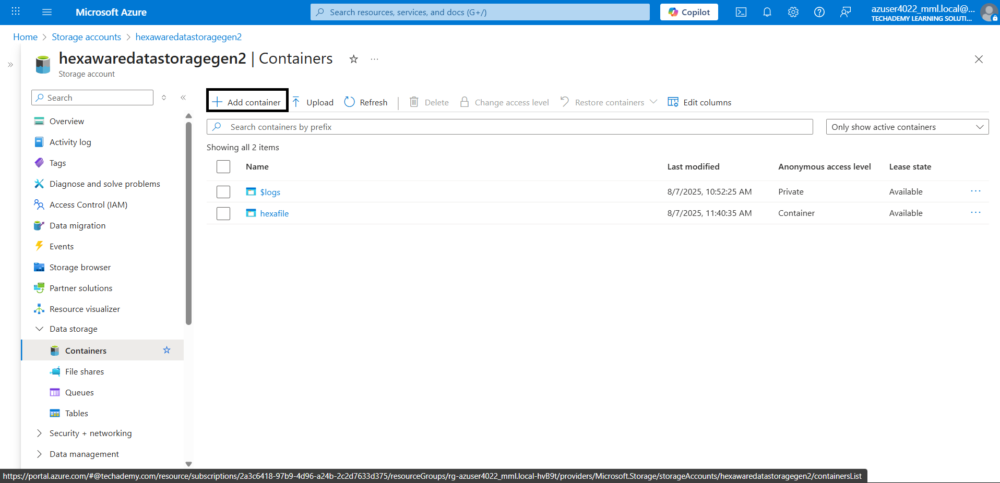 Microsoft Azure
Search resources, services, and docs (G+/)
Copilot
azuser4022_mml.local@...
TECHADEMY LEARNING SOLUTI...
Home > Storage accounts > hexawaredatastoragegen2
hexawaredatastoragegen2 | Containers
Storage account
Search
Overview
Activity log
Tags
Diagnose and solve problems
Access Control (IAM)
Data migration
Events
Storage browser
Partner solutions
Resource visualizer
Data storage
Containers
File shares
Queues
Tables
Security + networking
Data management
Add container Upload Refresh Delete Change access level Restore containers Edit columns
Search containers by prefix
Only show active containers
Showing all 2 items
Name Last modified Anonymous access level Lease state
$logs 8/7/2025, 10:52:25 AM Private Available
hexafile 8/7/2025, 11:40:35 AM Container Available
https://portal.azure.com/#@techademy.com/resource/subscriptions/2a3c6418-97b9-4d96-a24b-2c2d7633d375/resourceGroups/rg-azuser4022_mml.local-hvB9t/providers/Microsoft.Storage/storageAccounts/hexawaredatastoragegen2/containersList